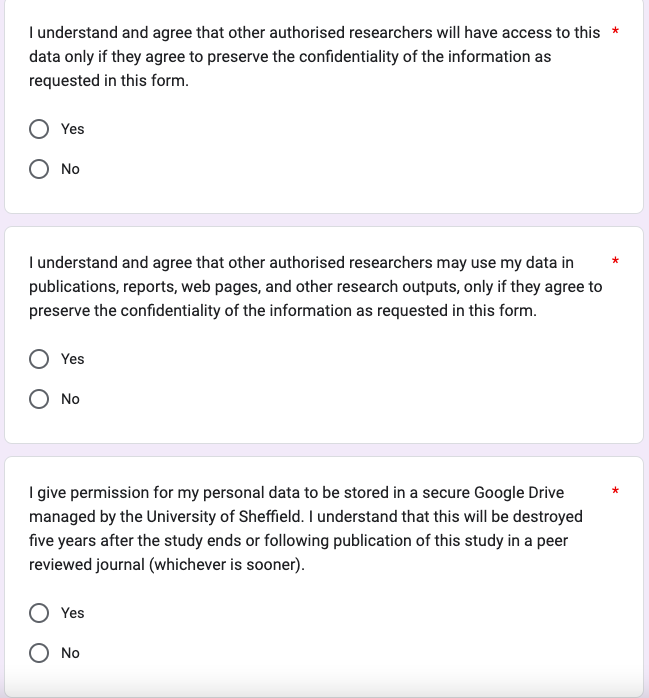 I understand and agree that other authorised researchers will have access to this *
data only if they agree to preserve the confidentiality of the information as
requested in this form.
Yes
No
I understand and agree that other authorised researchers may use my data in *
publications, reports, web pages, and other research outputs, only if they agree to
preserve the confidentiality of the information as requested in this form.
Yes
No
I give permission for my personal data to be stored in a secure Google Drive *
managed by the University of Sheffield. I understand that this will be destroyed
five years after the study ends or following publication of this study in a peer
reviewed journal (whichever is sooner).
Yes
No